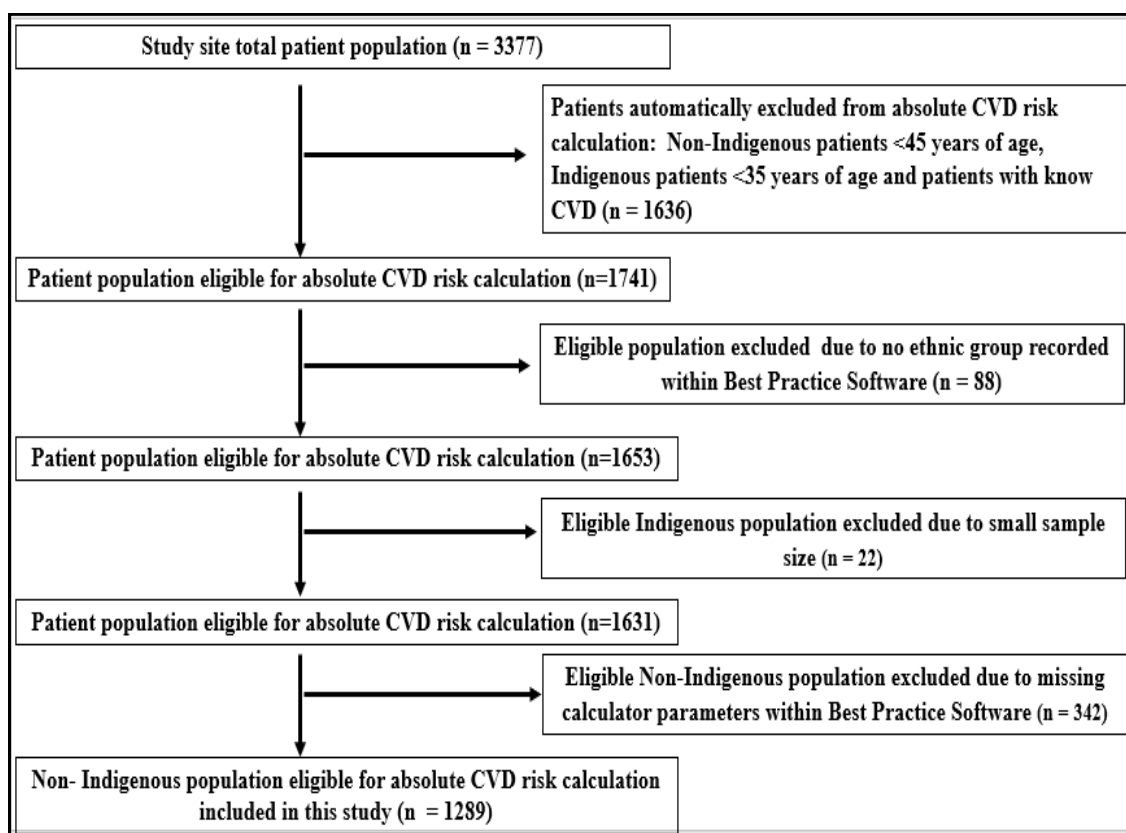 Study site total patient population (n = 3377)
Patients automatically excluded from absolute CVD risk
calculation: Non-Indigenous patients <45 years of age,
Indigenous patients <35 years of age and patients with know
CVD (n = 1636)
Patient population eligible for absolute CVD risk calculation (n=1741)
Eligible population excluded due to no ethnic group recorded
within Best Practice Software (n = 88)
Patient population eligible for absolute CVD risk calculation (n=1653)
Eligible Indigenous population excluded due to small sample
size (n = 22)
Patient population eligible for absolute CVD risk calculation (n=1631)
Eligible Non-Indigenous population excluded due to missing
calculator parameters within Best Practice Software (n = 342)
Non- Indigenous population eligible for absolute CVD risk calculation
included in this study (n = 1289)